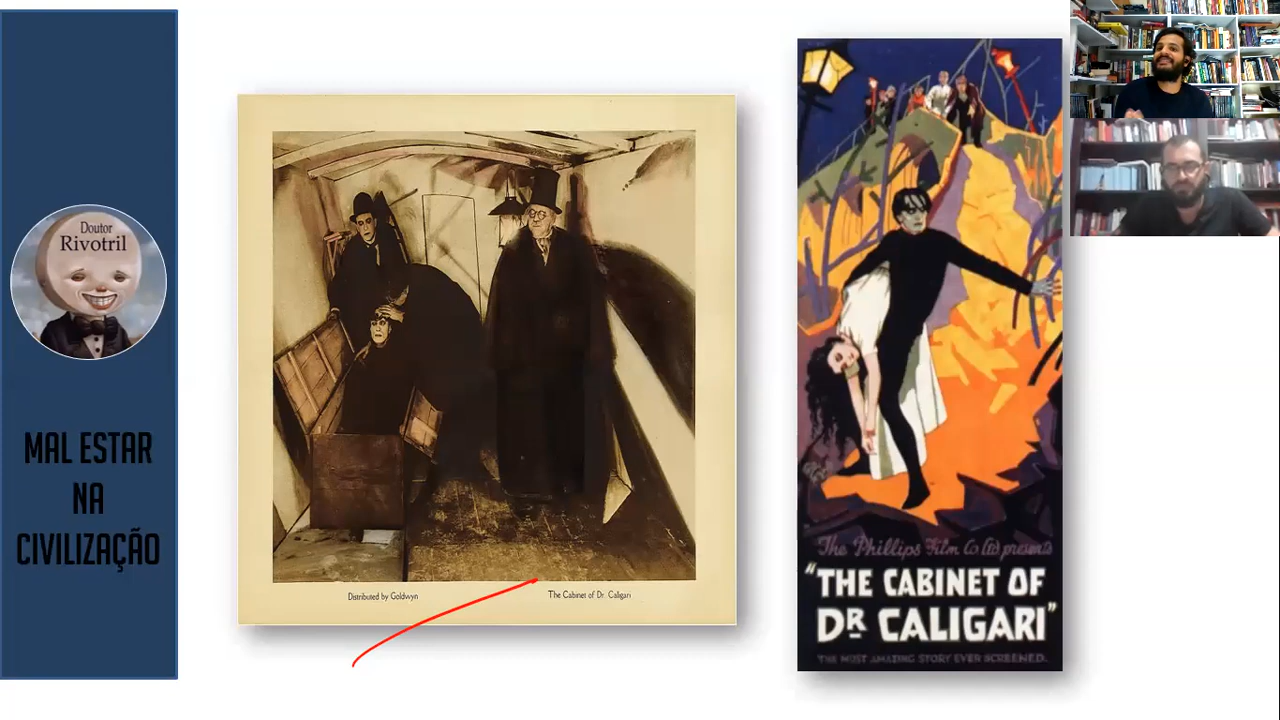 Doutor
Rivotril
MAL ESTAR
NA
CIVILIZAÇÃO
Distributed by Goldwyn
The Cabinet of Dr. Caligari
The Phillips Film Co Ltd presents
"THE CABINET OF
DR CALIGARI"
THE MOST AMAZING STORY EVER SCREENED.